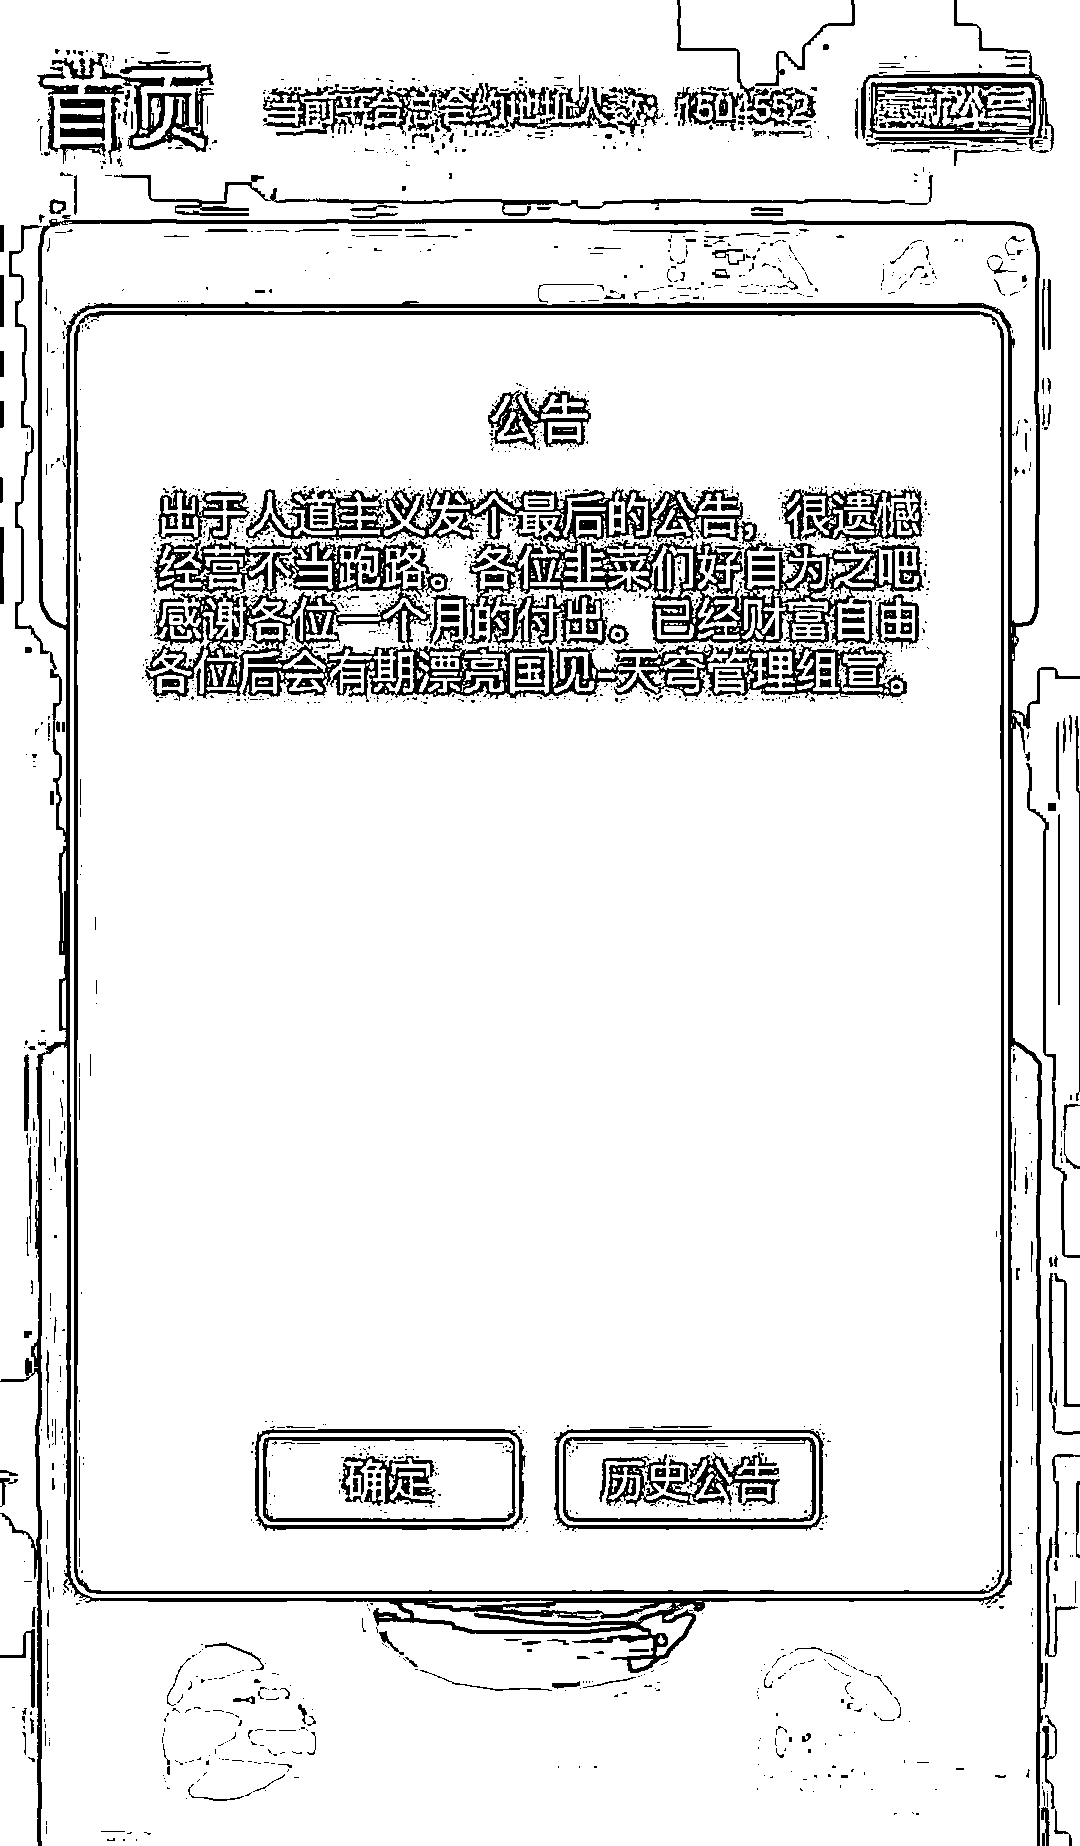 首页
当前平台总合约地址人数：1501552
最新公告
公告
出于人道主义发个最后的公告，很遗憾
经营不当跑路。各位韭菜们好自为之吧
感谢各位一个月的付出。已经财富自由
各位后会有期漂亮国见-天穹管理组宣。
确定
历史公告